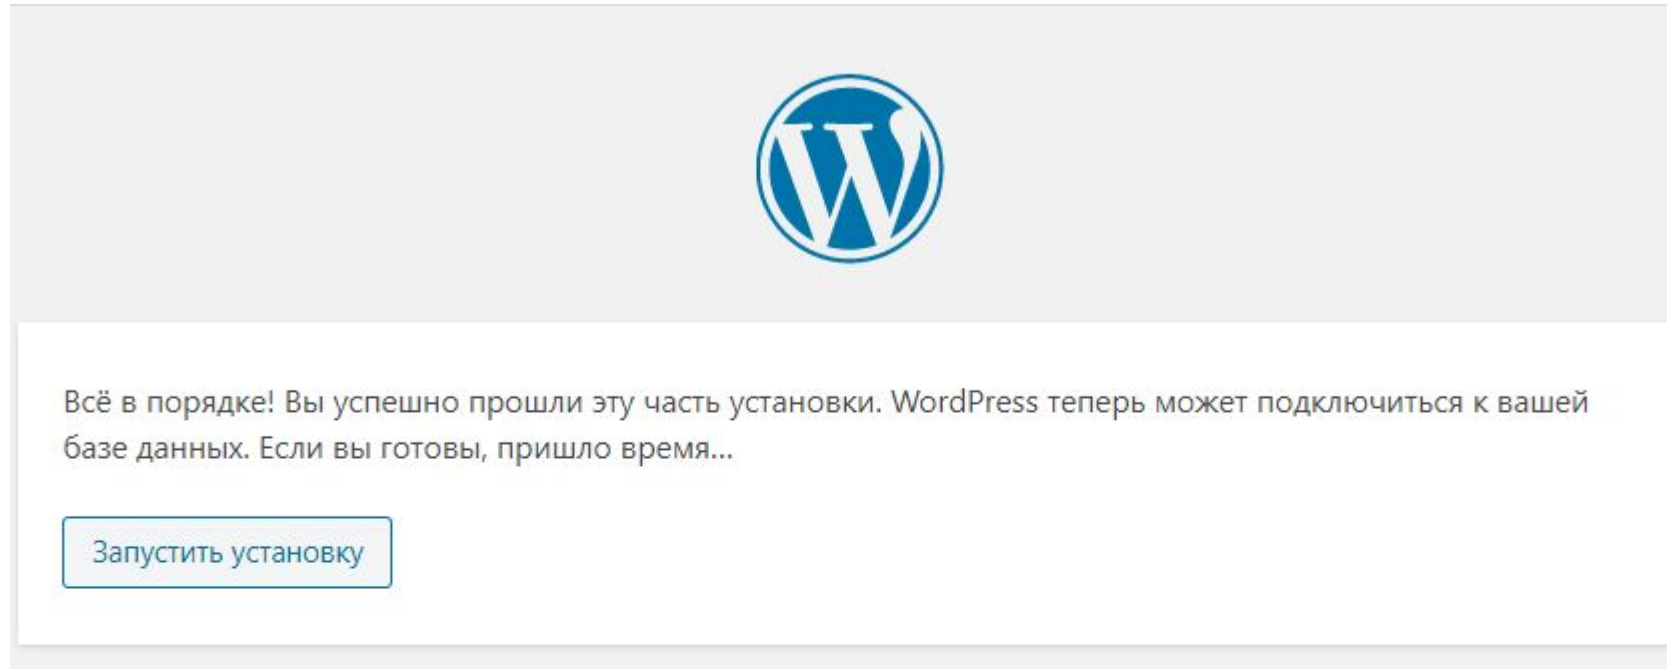 Всё в порядке! Вы успешно прошли эту часть установки. WordPress теперь может подключиться к вашей
базе данных. Если вы готовы, пришло время...
Запустить установку